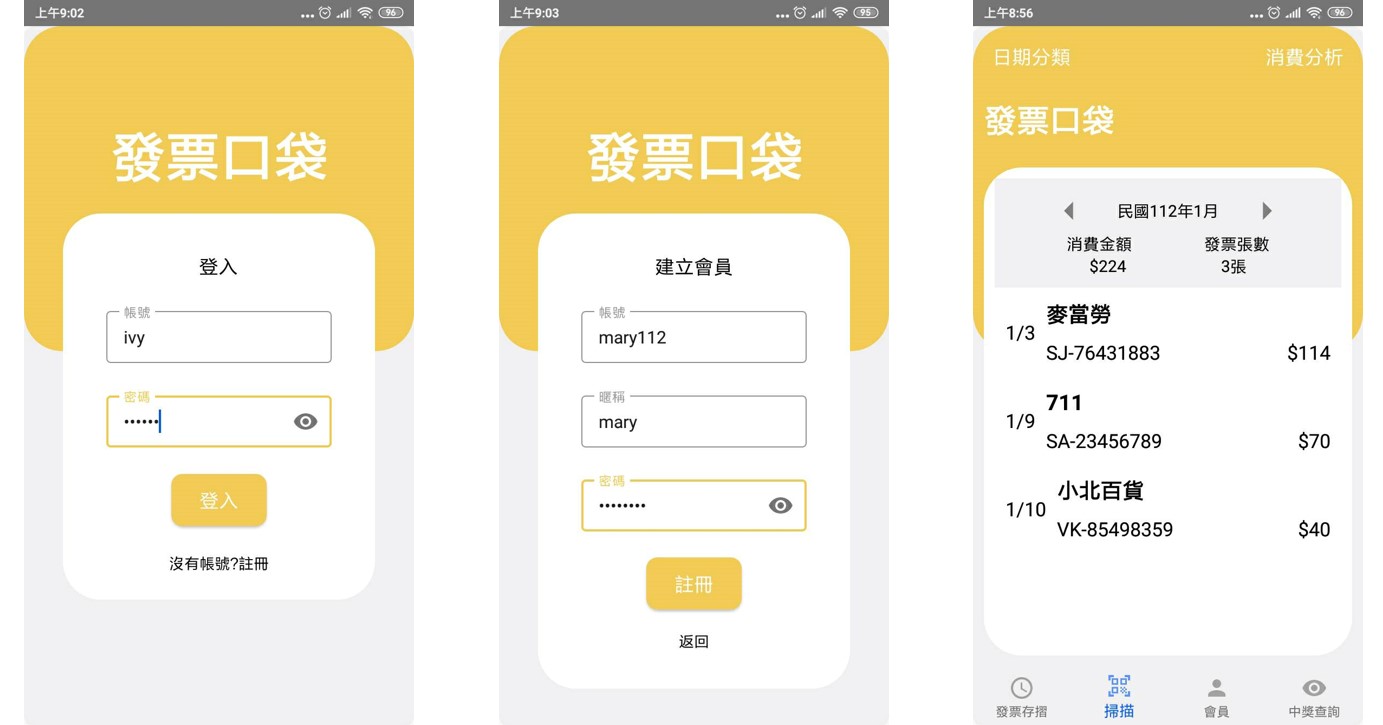 上午9:02
96
發票口袋
登入
帳號
ivy
密碼
••••••
登入
沒有帳號?註冊
上午9:03
95
發票口袋
建立會員
帳號
mary112
暱稱
mary
密碼
••••••••
註冊
返回
上午8:56
96
日期分類 消費分析
發票口袋
民國112年1月
消費金額 發票張數
$224 3張
麥當勞
1/3
SJ-76431883 $114
711
1/9
SA-23456789 $70
小北百貨
1/10
VK-85498359 $40
發票存摺 掃描 會員 中獎查詢